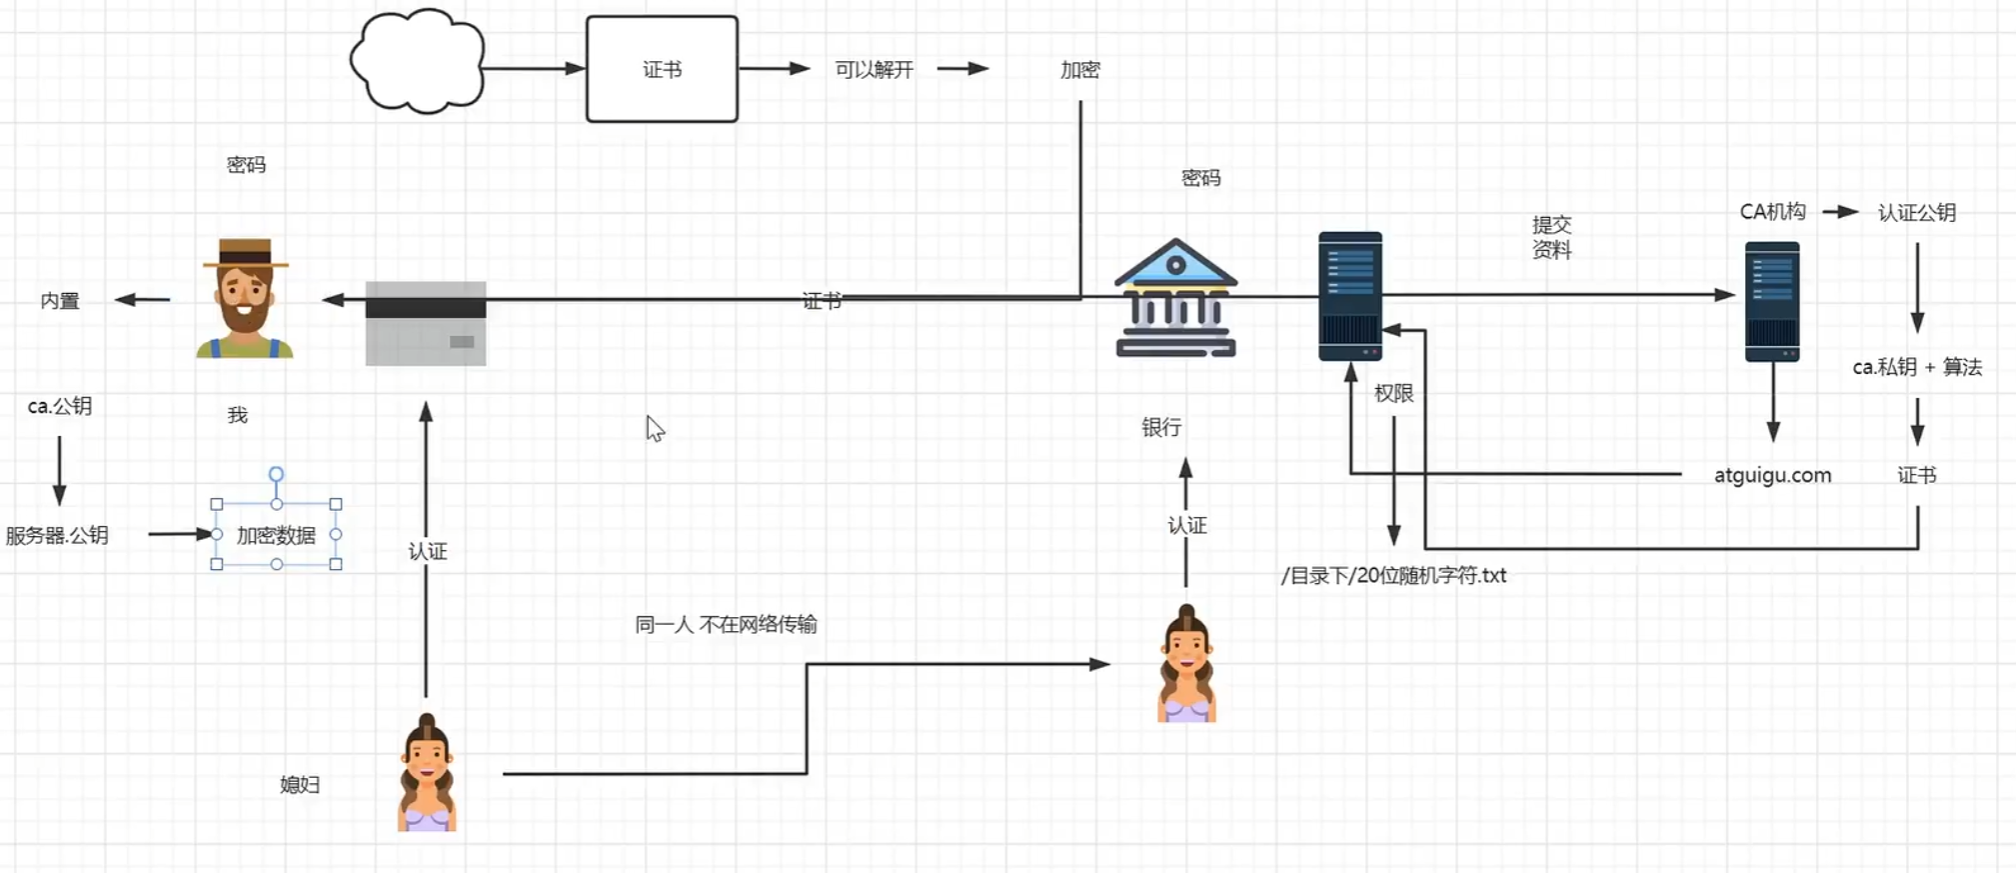 证书
可以解开
加密
密码
密码
提交
资料
CA机构
认证公钥
内置
证书
ca.私钥 + 算法
权限
ca.公钥
我
银行
atguigu.com
证书
服务器.公钥
加密数据
认证
认证
/目录下/20位随机字符.txt
同一人 不在网络传输
媳妇